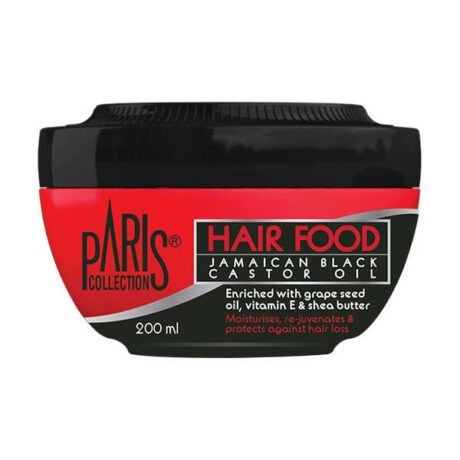 PARIS®
COLLECTION
200 ml
HAIR FOOD
JAMAICAN BLACK
CASTOR OIL
Enriched with grape seed
oil, vitamin E & shea butter
Moisturises, re-juvenates &
protects against hair loss